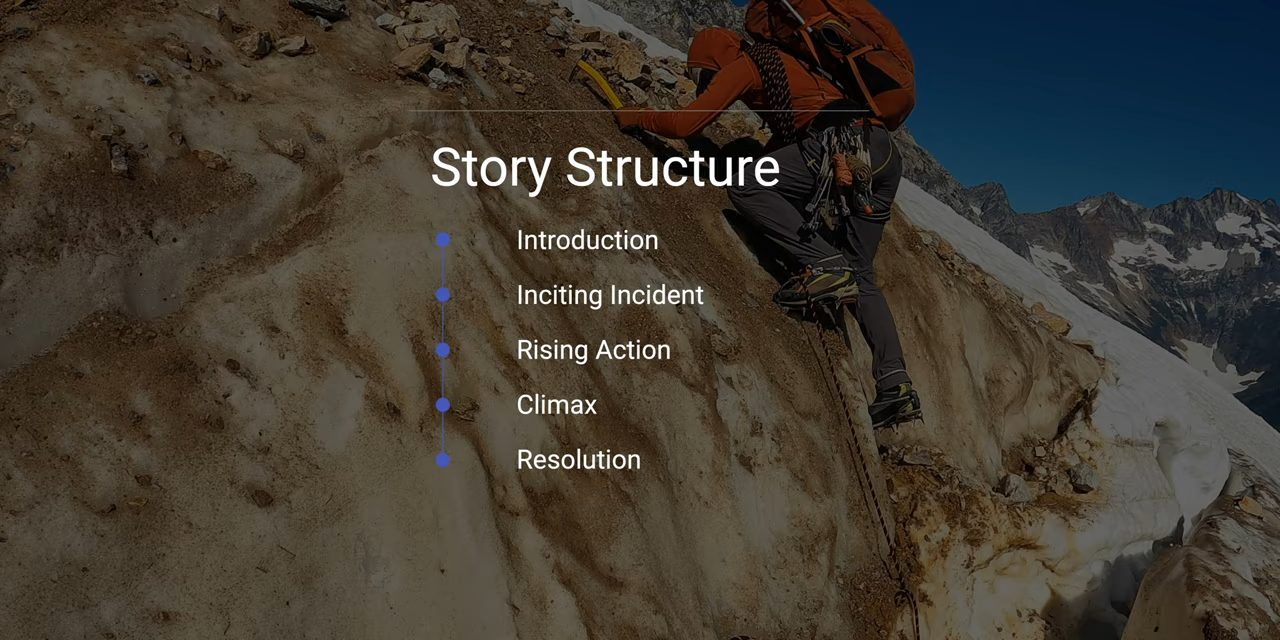 Story Structure
Introduction
Inciting Incident
Rising Action
Climax
Resolution